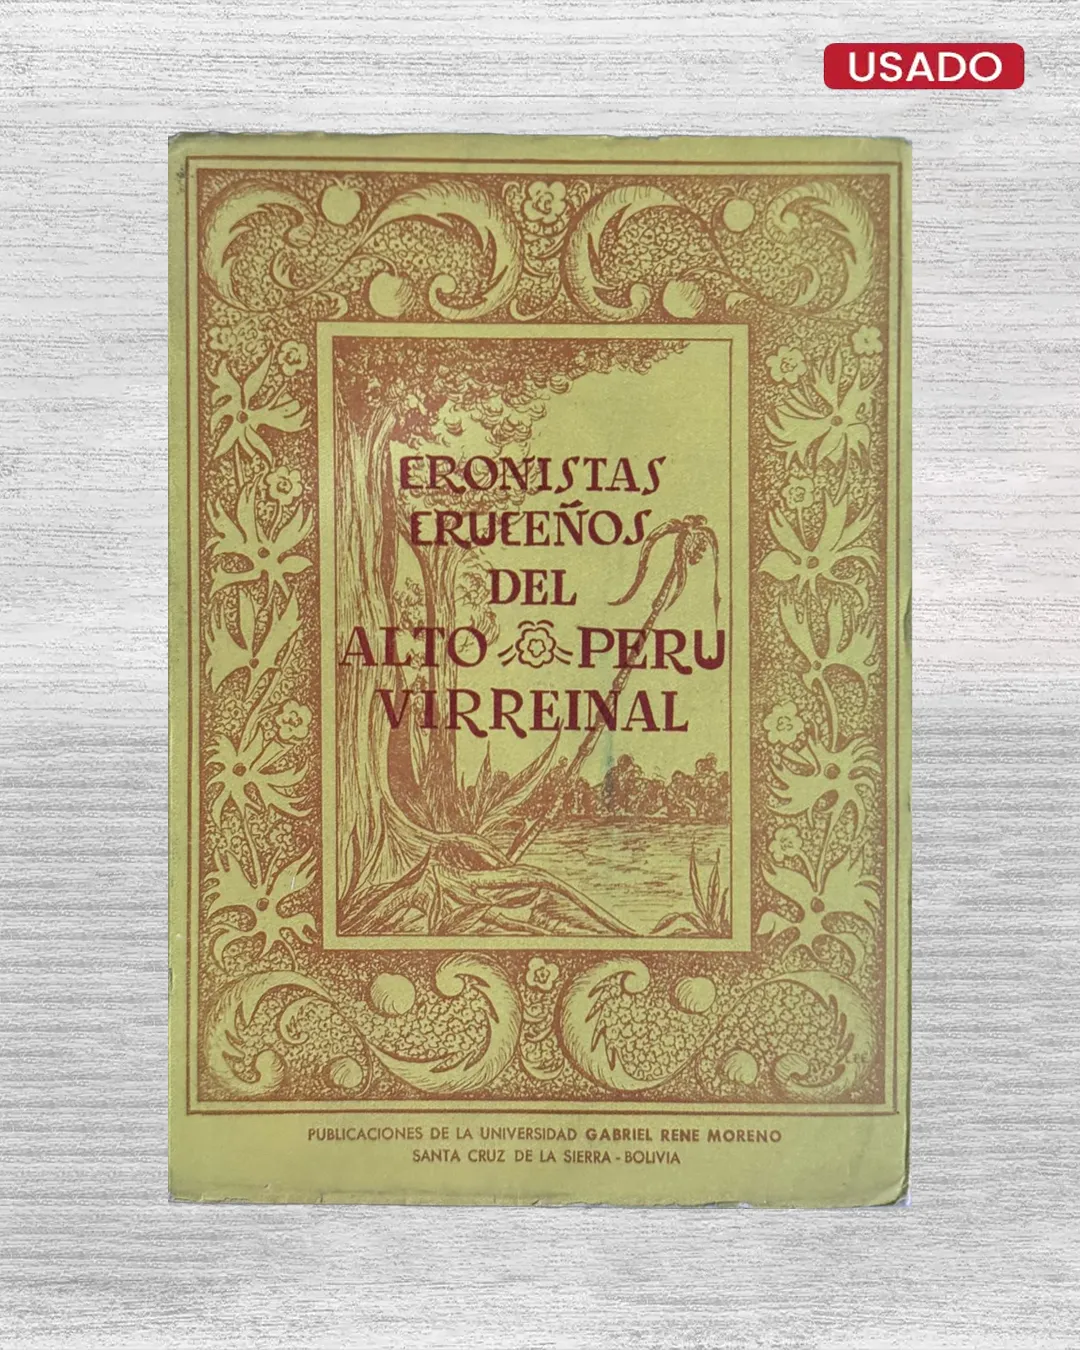 USADO
CRONISTAS
CRUCEÑOS
DEL
ALTO PERU
VIRREINAL
PUBLICACIONES DE LA UNIVERSIDAD GABRIEL RENE MORENO
SANTA CRUZ DE LA SIERRA - BOLIVIA